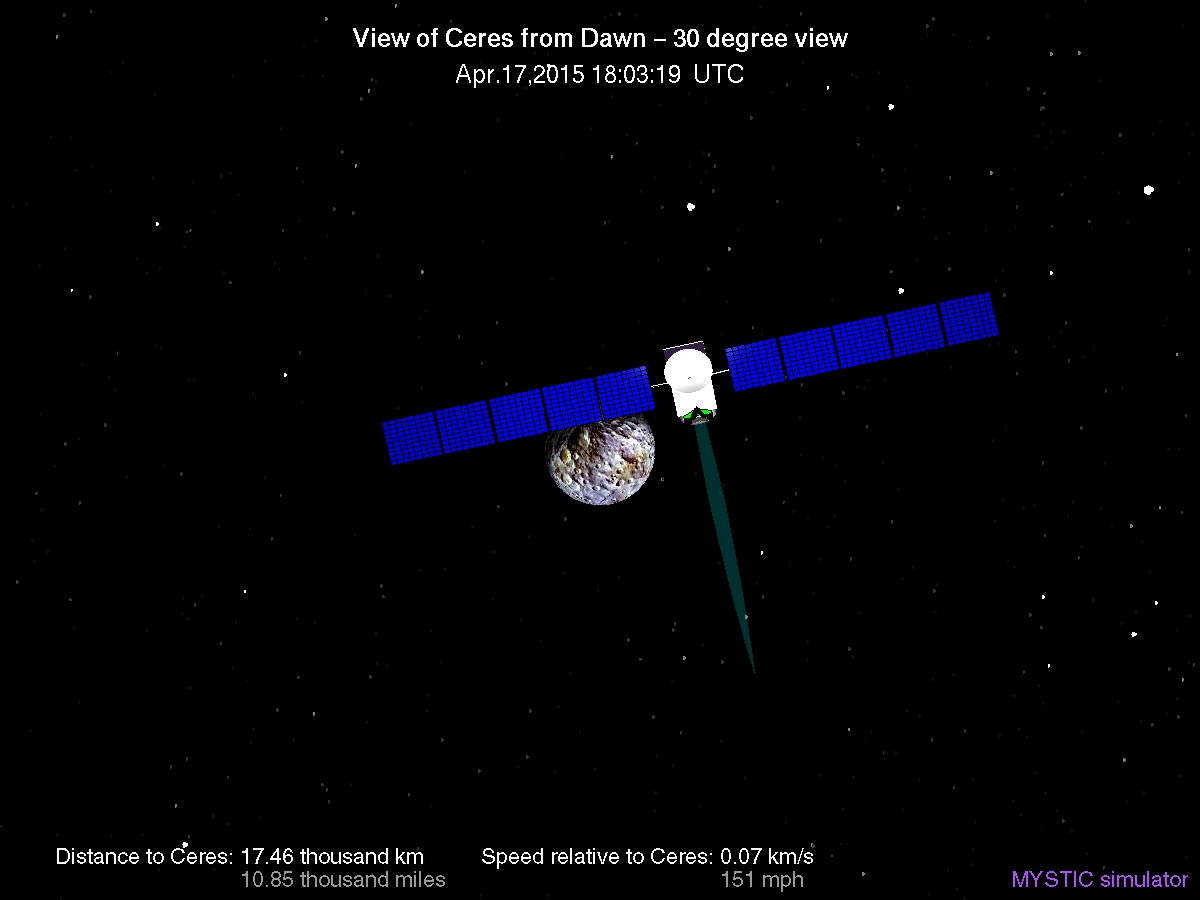 View of Ceres from Dawn – 30 degree view
Apr.17,2015 18:03:19 UTC
Distance to Ceres: 17.46 thousand km
10.85 thousand miles
Speed relative to Ceres: 0.07 km/s
151 mph
MYSTIC simulator